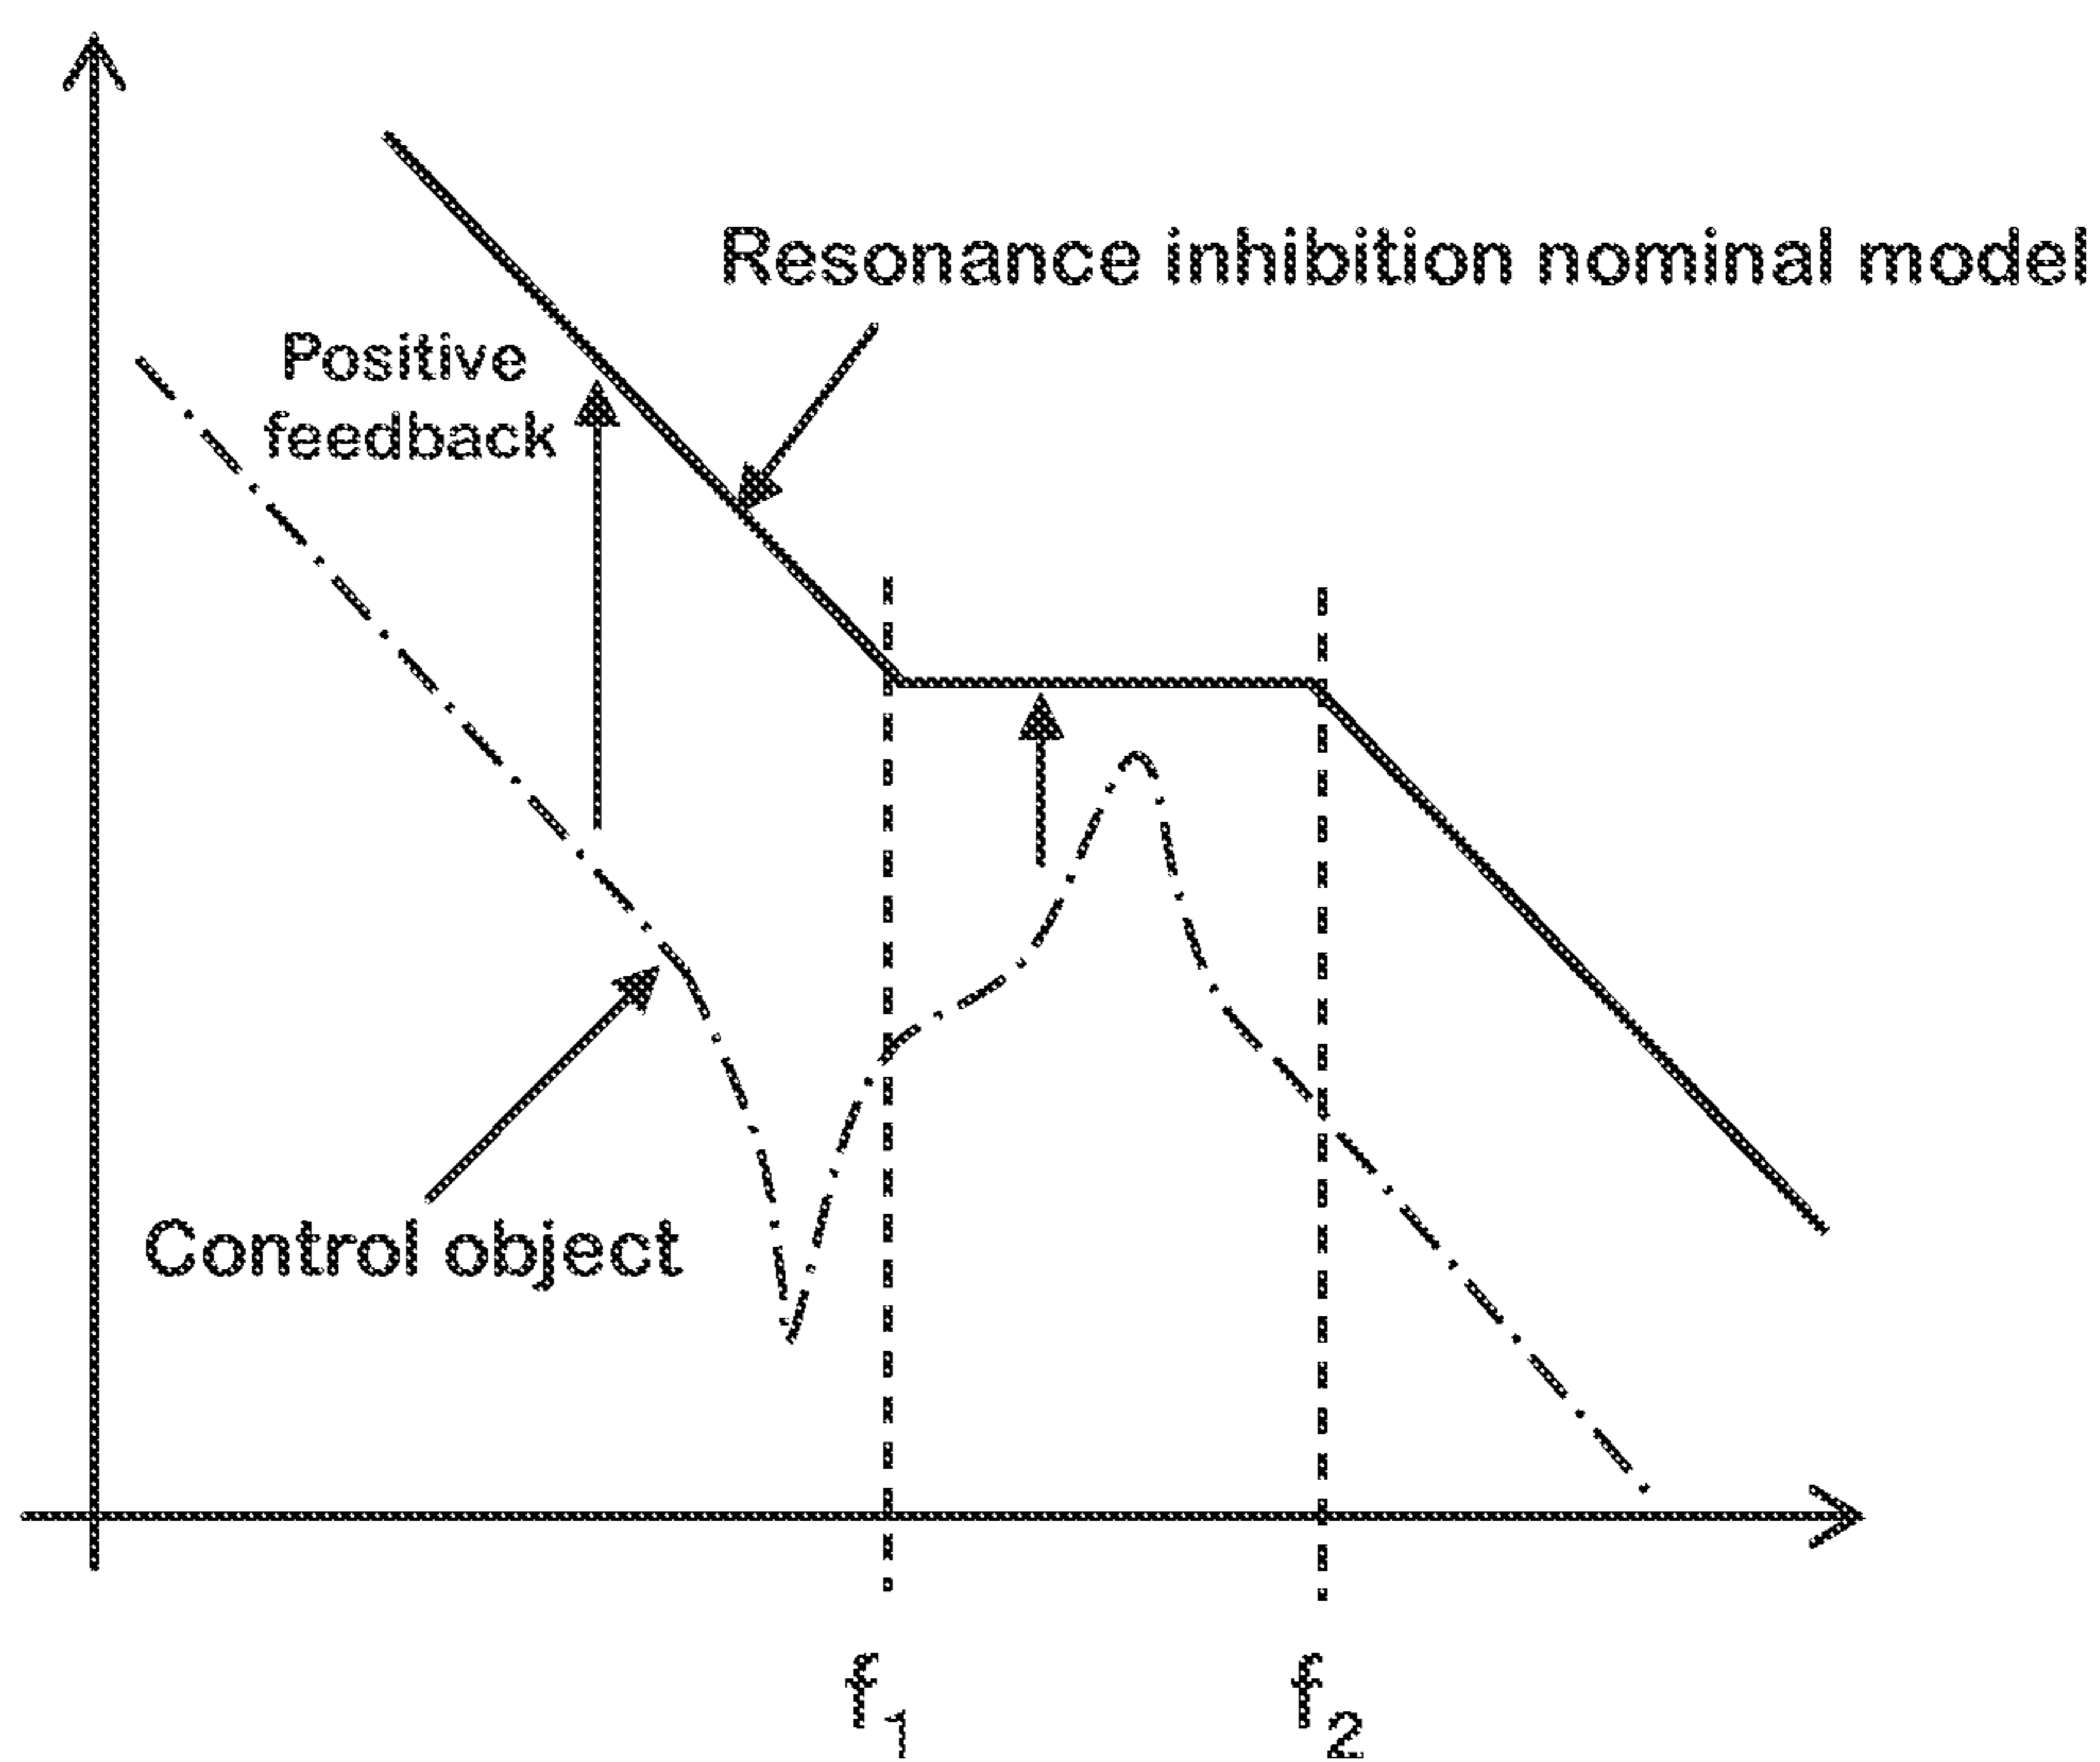 Resonance inhibition nominal model
Positive
feedback
Control object
f1
f2